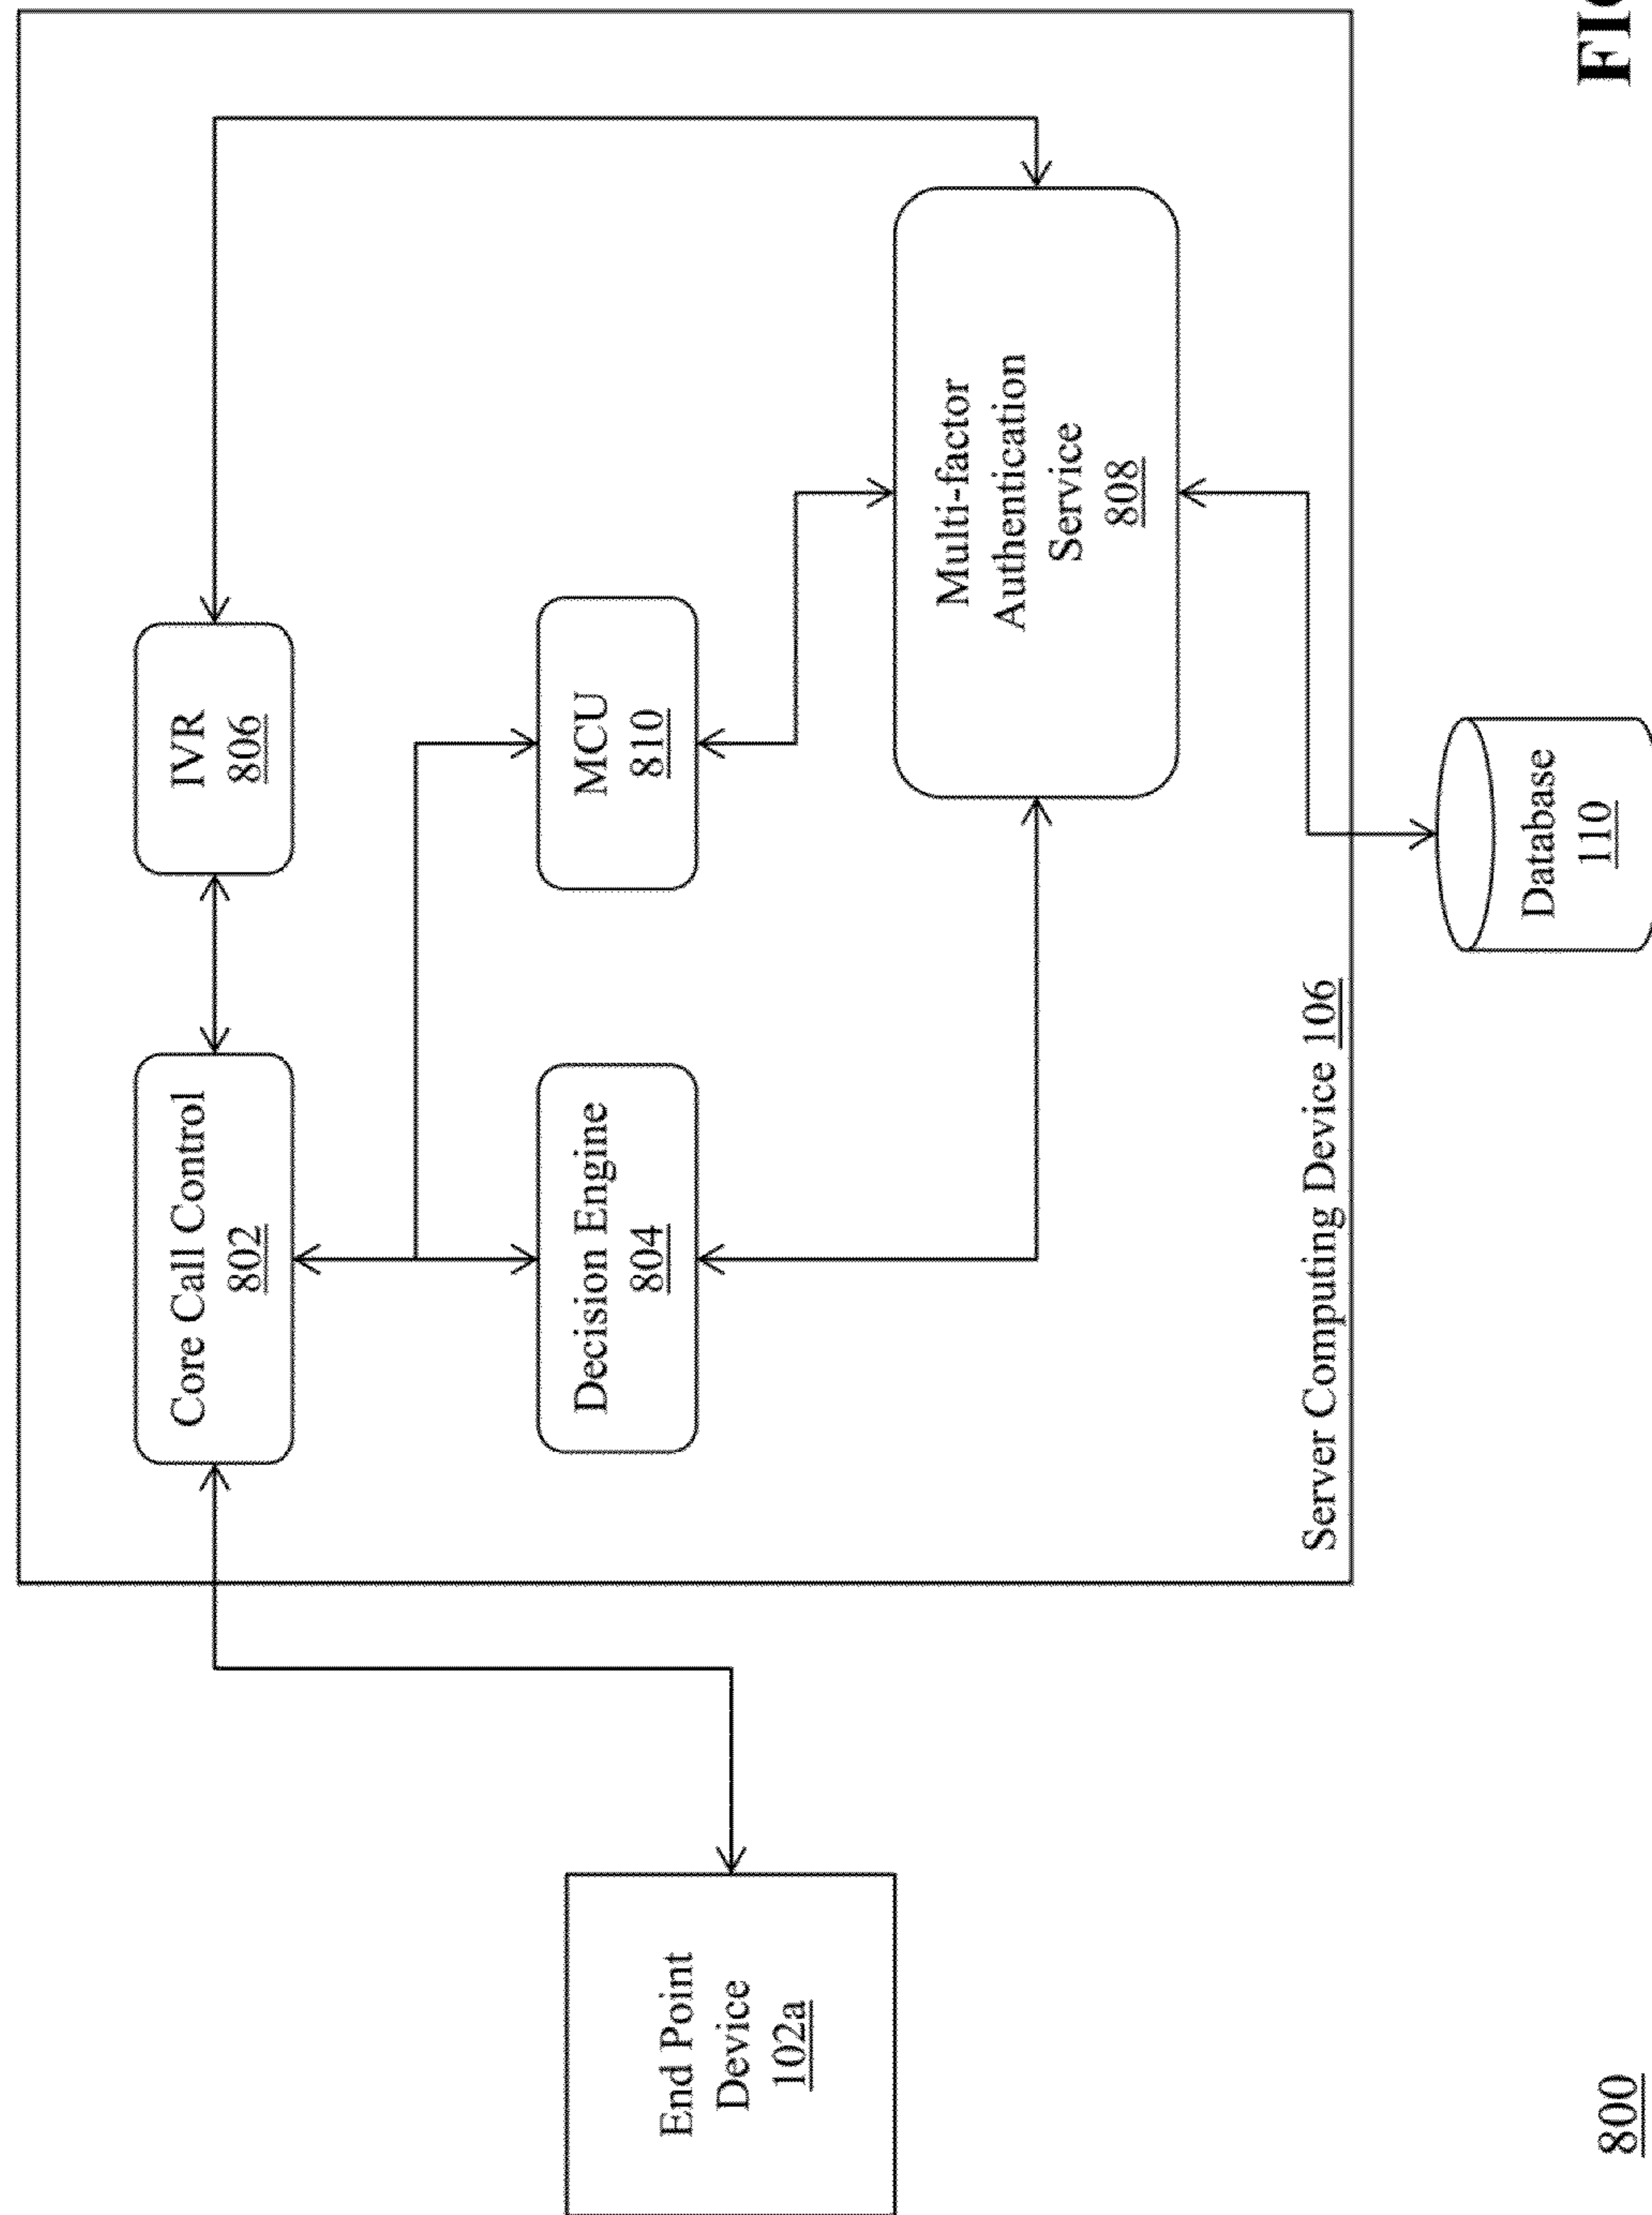 End Point
Device
102a
Core Call Control
802
IVR
806
Decision Engine
804
MCU
810
Multi-factor
Authentication
Service
808
Server Computing Device 106
Database
110
800